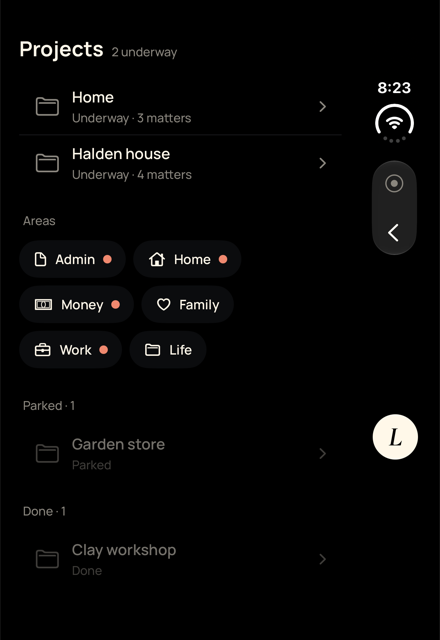 Projects 2 underway
8:23
Home
Underway · 3 matters
Halden house
Underway · 4 matters
Areas
Admin
Home
Money
Family
Work
Life
Parked · 1
Garden store
Parked
L
Done · 1
Clay workshop
Done